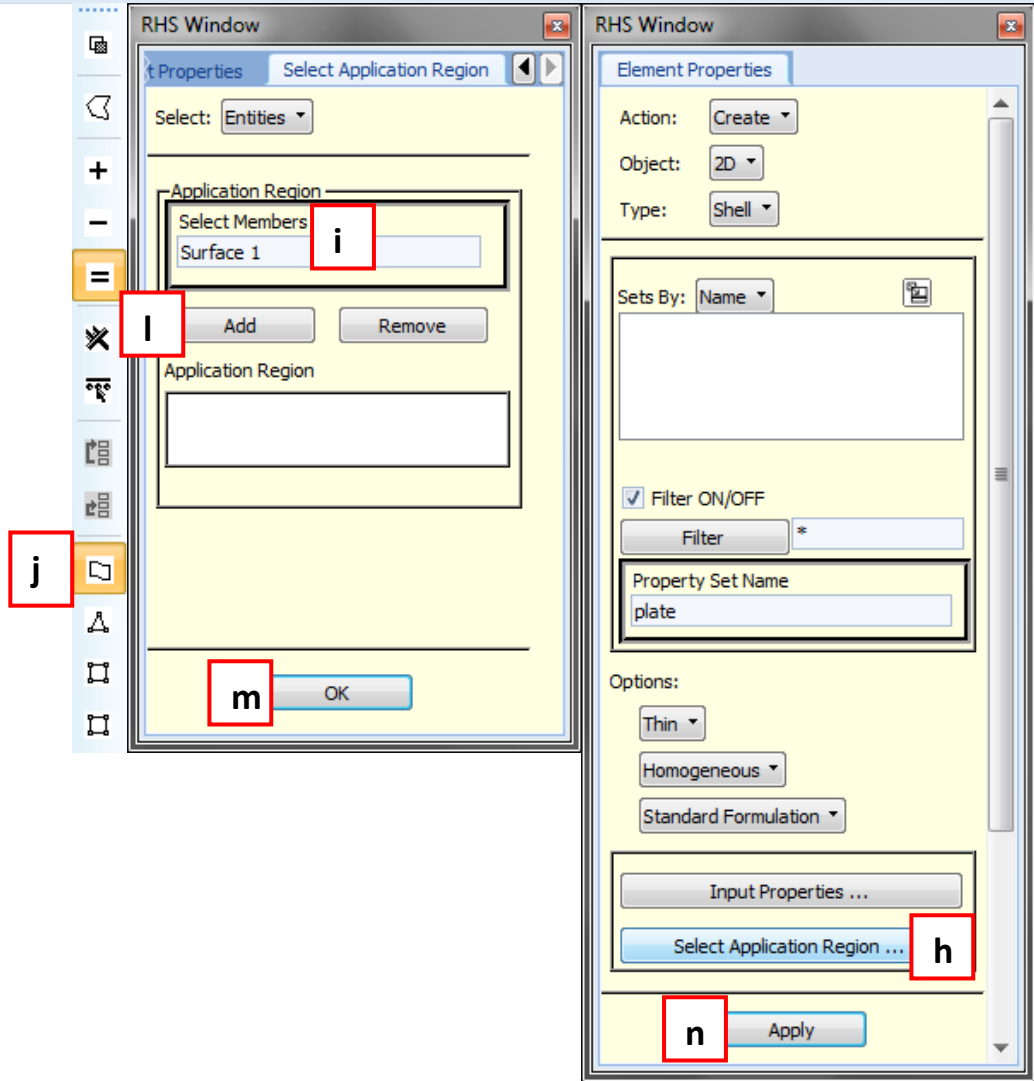 RHS Window
t Properties Select Application Region
Select: Entities
Application Region
Select Members
i
Surface 1
l
Add Remove
Application Region
j
m
OK
RHS Window
Element Properties
Action: Create
Object: 2D
Type: Shell
Sets By: Name
Filter ON/OFF
Filter *
Property Set Name
plate
Options:
Thin
Homogeneous
Standard Formulation
Input Properties ...
Select Application Region ...
h
n
Apply